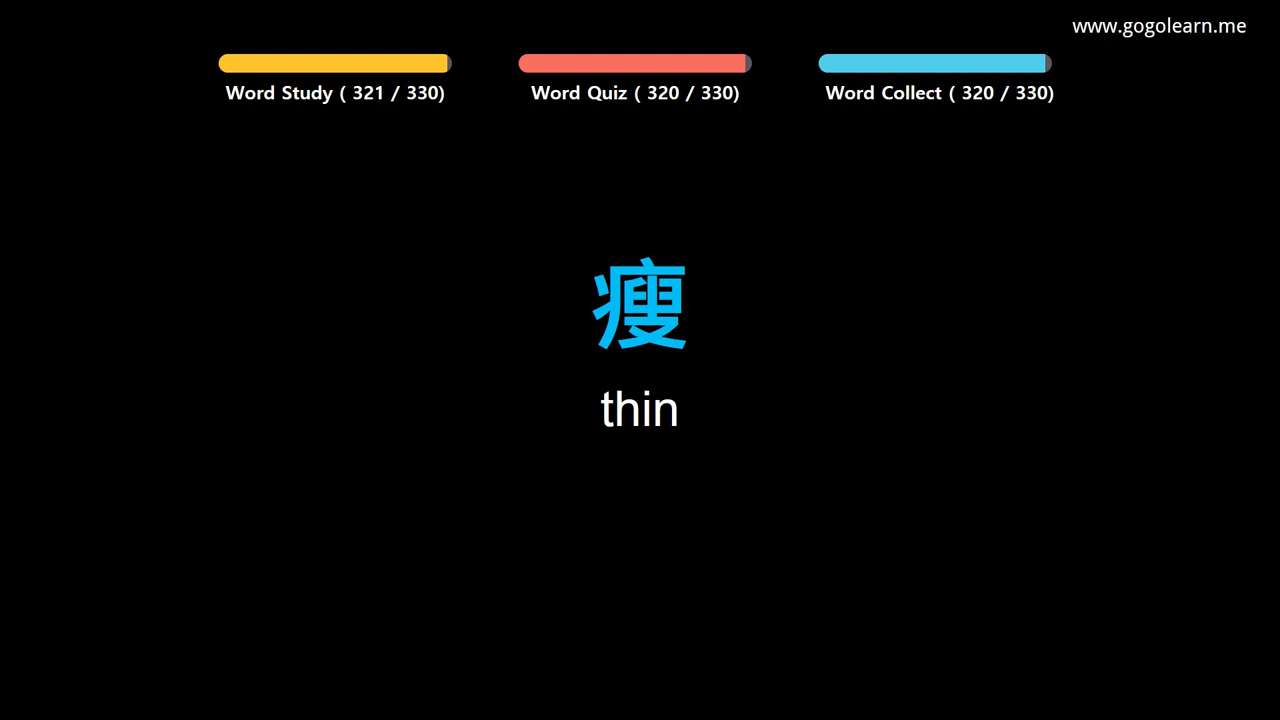 www.gogolearn.me
Word Study ( 321 / 330)
Word Quiz ( 320 / 330)
Word Collect ( 320 / 330)
瘦
thin